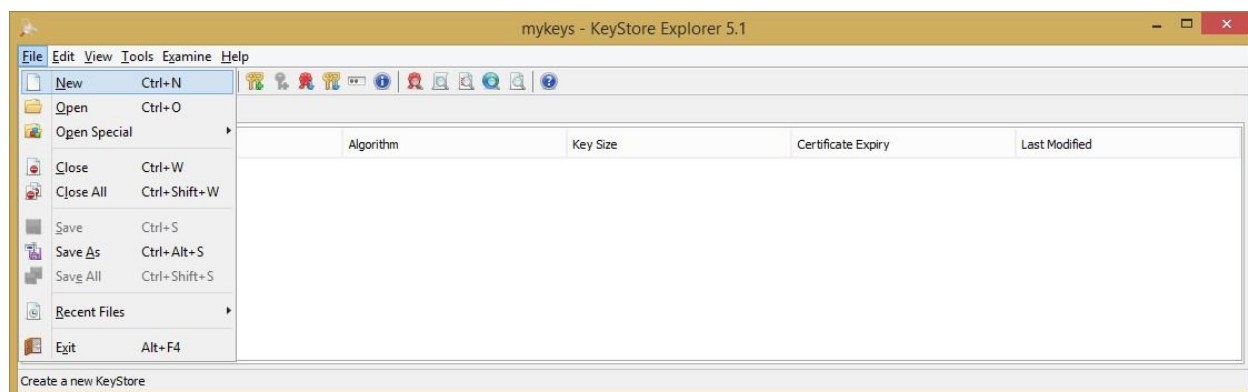 mykeys - KeyStore Explorer 5.1
File Edit View Tools Examine Help
New Ctrl+N
Open Ctrl+O
Open Special
Algorithm Key Size Certificate Expiry Last Modified
Close Ctrl+W
Close All Ctrl+Shift+W
Save Ctrl+S
Save As Ctrl+Alt+S
Save All Ctrl+Shift+S
Recent Files
Exit Alt+F4
Create a new KeyStore